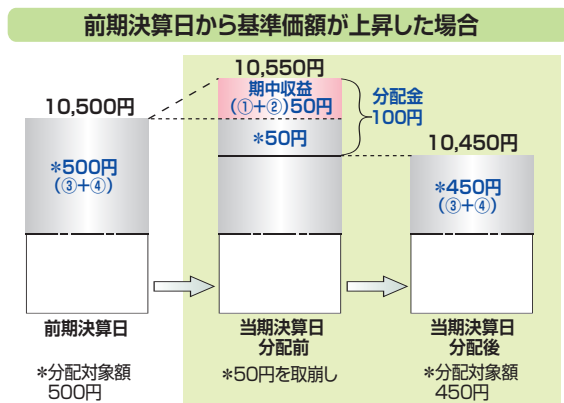 前期決算日から基準価額が上昇した場合
10,500円
*500円
(③+④)
前期決算日
*分配対象額
500円
10,550円
期中収益
(①+②)50円
*50円
分配金
100円
当期決算日
分配前
*50円を取崩し
10,450円
*450円
(③+④)
当期決算日
分配後
*分配対象額
450円